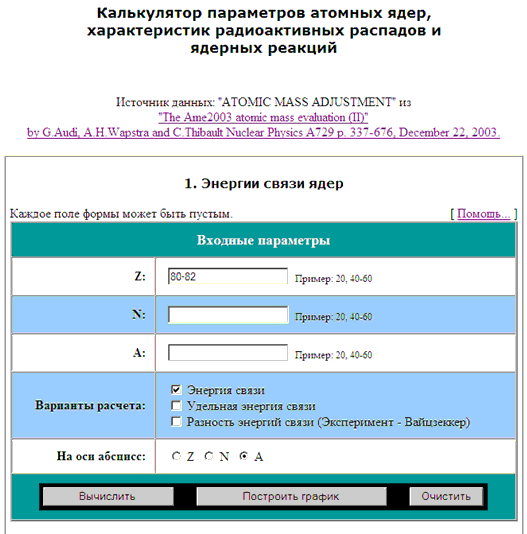 Калькулятор параметров атомных ядер,
характеристик радиоактивных распадов и
ядерных реакций
Источник данных: "ATOMIC MASS ADJUSTMENT" из
"The Ame2003 atomic mass evaluation (II)"
by G.Audi, A.H.Wapstra and C.Thibault Nuclear Physics A729 p. 337-676, December 22, 2003.
1. Энергии связи ядер
Каждое поле формы может быть пустым. [ Помощь... ]
Входные параметры
Z: 80-82 Пример: 20, 40-60
N: Пример: 20, 40-60
A: Пример: 20, 40-60
Варианты расчета: Энергия связи
Удельная энергия связи
Разность энергий связи (Эксперимент - Вайцзеккер)
На оси абсцисс: Z N A
Вычислить Построить график Очистить